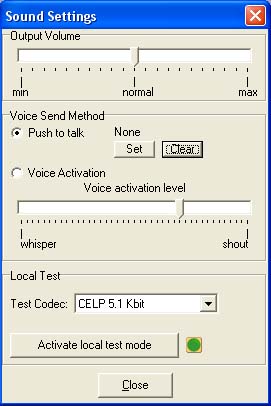 Sound Settings
Output Volume
min normal max
Voice Send Method
Push to talk None
Set Clear
Voice Activation
Voice activation level
whisper shout
Local Test
Test Codec: CELP 5.1 Kbit
Activate local test mode
Close